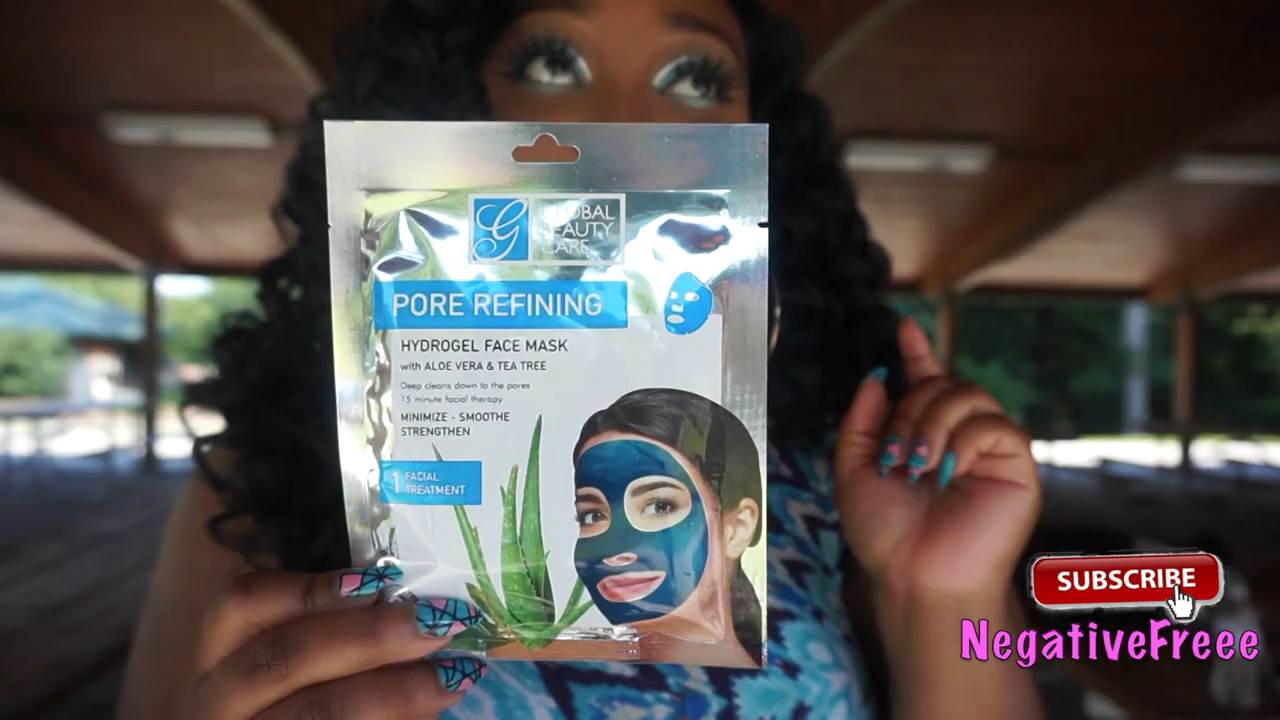 G
GLOBAL
BEAUTY
CARE
PORE REFINING
HYDROGEL FACE MASK
with ALOE VERA & TEA TREE
Deep cleans down to the pores
15 minute facial therapy
MINIMIZE - SMOOTHE
STRENGTHEN
1 FACIAL
TREATMENT
SUBSCRIBE
NegativeFreee